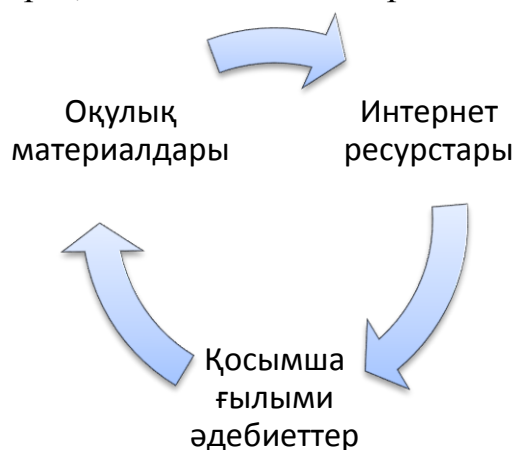 Оқулық
материалдары
Интернет
ресурстары
Қосымша
ғылыми
әдебиеттер